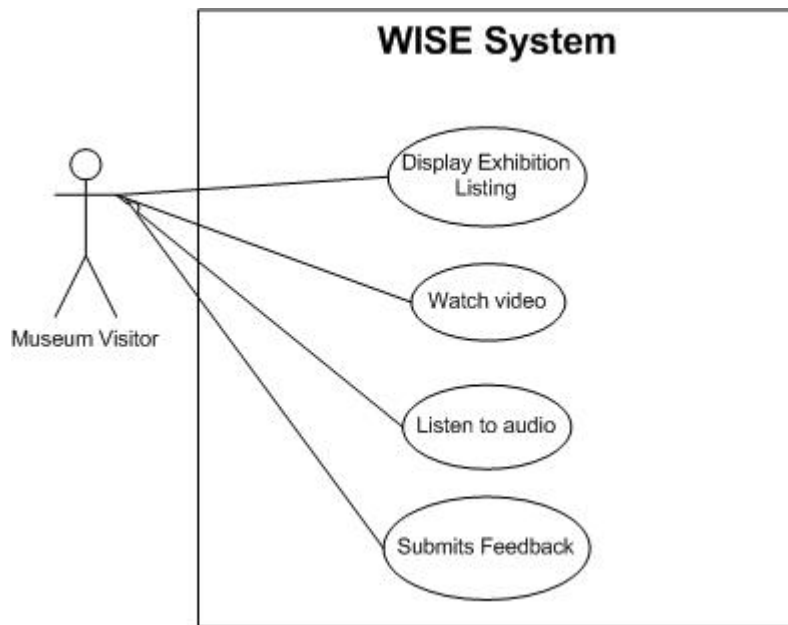 WISE System
Display Exhibition
Listing
Watch video
Museum Visitor
Listen to audio
Submits Feedback